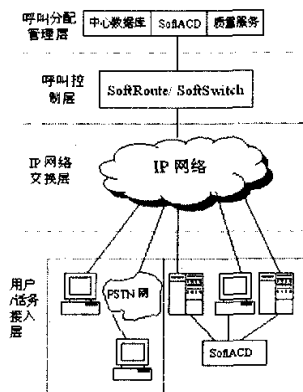 呼叫分配
管理层
中心数据库 SoftACD 质量服务
呼叫控
制层
SoftRoute/ SoftSwitch
IP 网络
交换层
IP 网络
用户
/话务
接入
层
PSTN 网
SoftACD